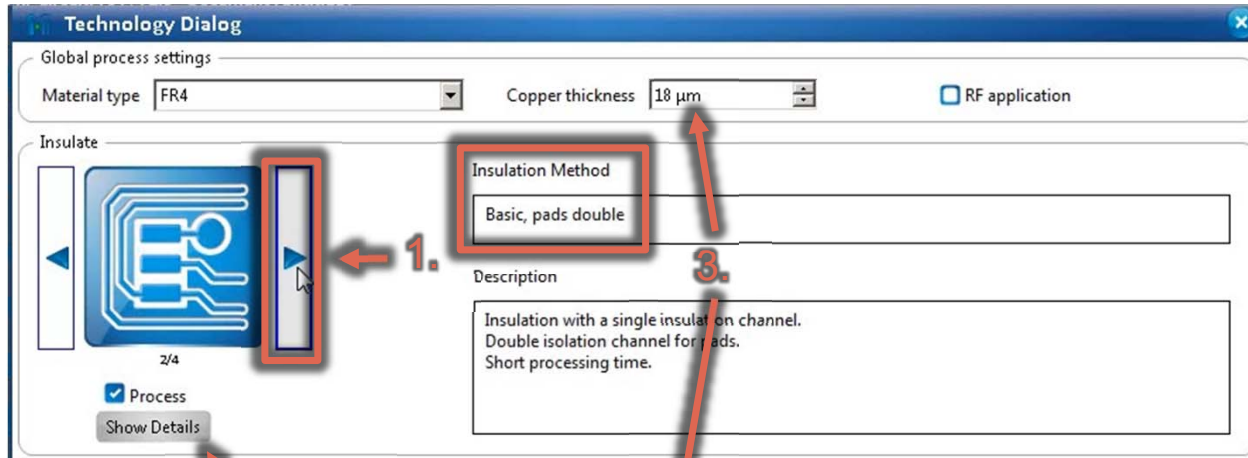 Technology Dialog
Global process settings
Material type FR4 Copper thickness 18 µm RF application
Insulate
Insulation Method
Basic, pads double
1.
3.
Description
Insulation with a single insulation channel.
Double isolation channel for pads.
Short processing time.
2/4
Process
Show Details